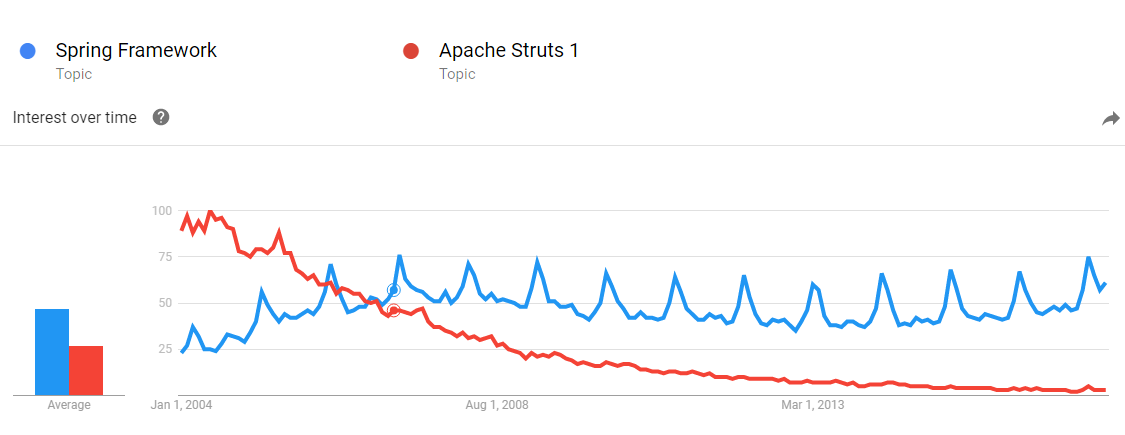 Spring Framework
Topic
Apache Struts 1
Topic
Interest over time ?
100
75
50
25
Average
Jan 1, 2004
Aug 1, 2008
Mar 1, 2013